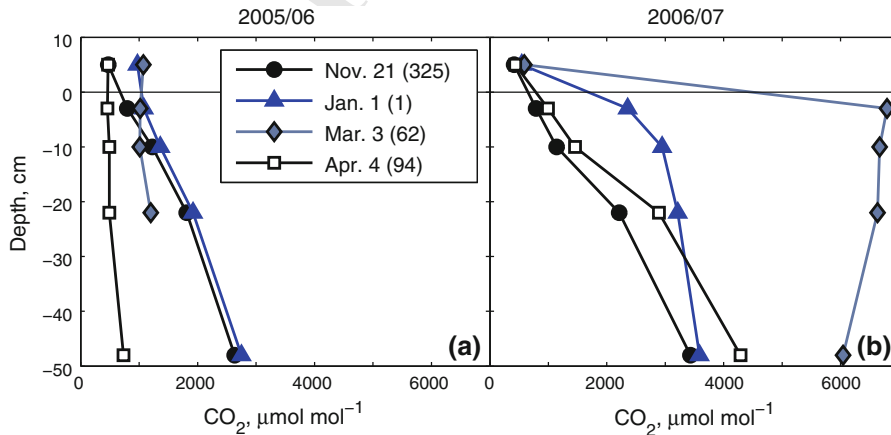 2005/06
2006/07
10
0
-10
-20
-30
-40
-50
Depth, cm
Nov. 21 (325)
Jan. 1 (1)
Mar. 3 (62)
Apr. 4 (94)
(a)
(b)
0 2000 4000 6000
0 2000 4000 6000
CO₂, μmol mol⁻¹
CO₂, μmol mol⁻¹